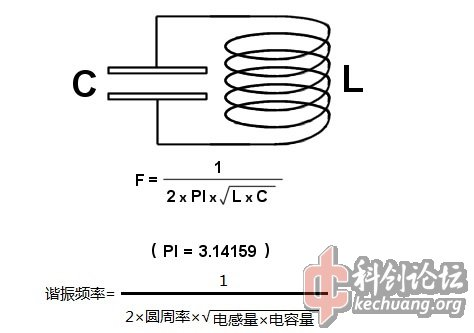 C
L
F = 1 / 2 x PI x √ L x C
( PI = 3.14159 )
谐振频率= 1 / 2×圆周率×√ 电感量×电容量
科创论坛
kechuang.org